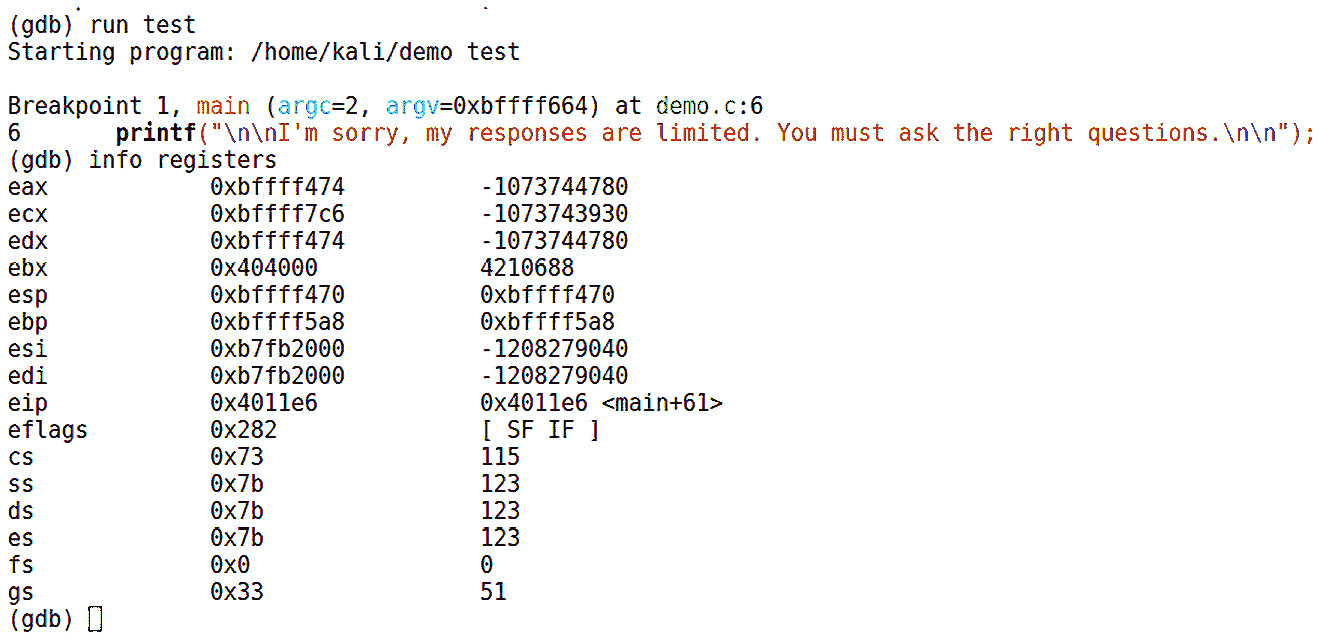 (gdb) run test
Starting program: /home/kali/demo test
Breakpoint 1, main (argc=2, argv=0xbffff664) at demo.c:6
6       printf("\n\nI'm sorry, my responses are limited. You must ask the right questions.\n\n");
(gdb) info registers
eax            0xbffff474          -1073744780
ecx            0xbffff7c6          -1073743930
edx            0xbffff474          -1073744780
ebx            0x404000            4210688
esp            0xbffff470          0xbffff470
ebp            0xbffff5a8          0xbffff5a8
esi            0xb7fb2000          -1208279040
edi            0xb7fb2000          -1208279040
eip            0x4011e6            0x4011e6 <main+61>
eflags         0x282               [ SF IF ]
cs             0x73                115
ss             0x7b                123
ds             0x7b                123
es             0x7b                123
fs             0x0                 0
gs             0x33                51
(gdb)